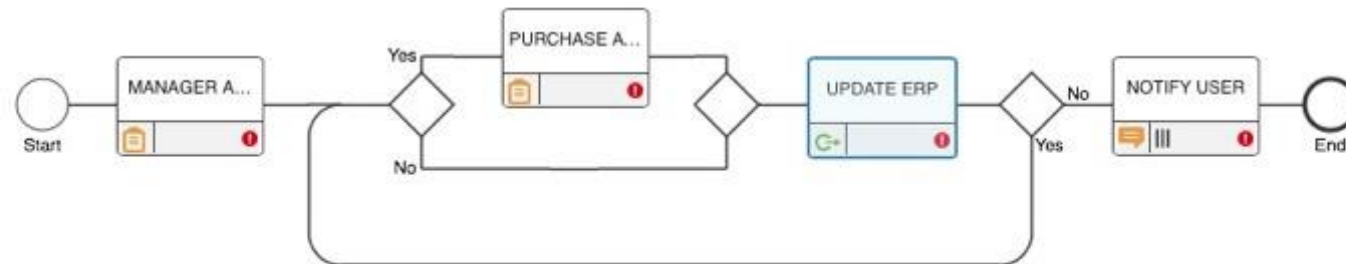 PURCHASE A...
Yes
MANAGER A...
UPDATE ERP
NOTIFY USER
No
Start
Yes
End
No